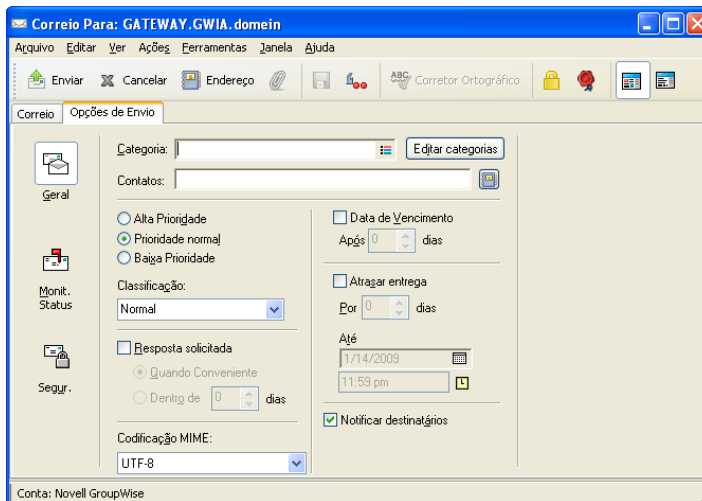 Correio Para: GATEWAY.GWIA.domein
Arquivo Editar Ver Ações Ferramentas Janela Ajuda
Enviar Cancelar Endereço ABC Corretor Ortográfico
Correio Opções de Envio
Geral
Monit. Status
Segur.
Categoria: Editar categorias
Contatos:
Alta Prioridade
Prioridade normal
Baixa Prioridade
Classificação:
Normal
Resposta solicitada
Quando Conveniente
Dentro de 0 dias
Codificação MIME:
UTF-8
Data de Vencimento
Após 0 dias
Atrasar entrega
Por 0 dias
Até
1/14/2009
11:59 pm
Notificar destinatários
Conta: Novell GroupWise